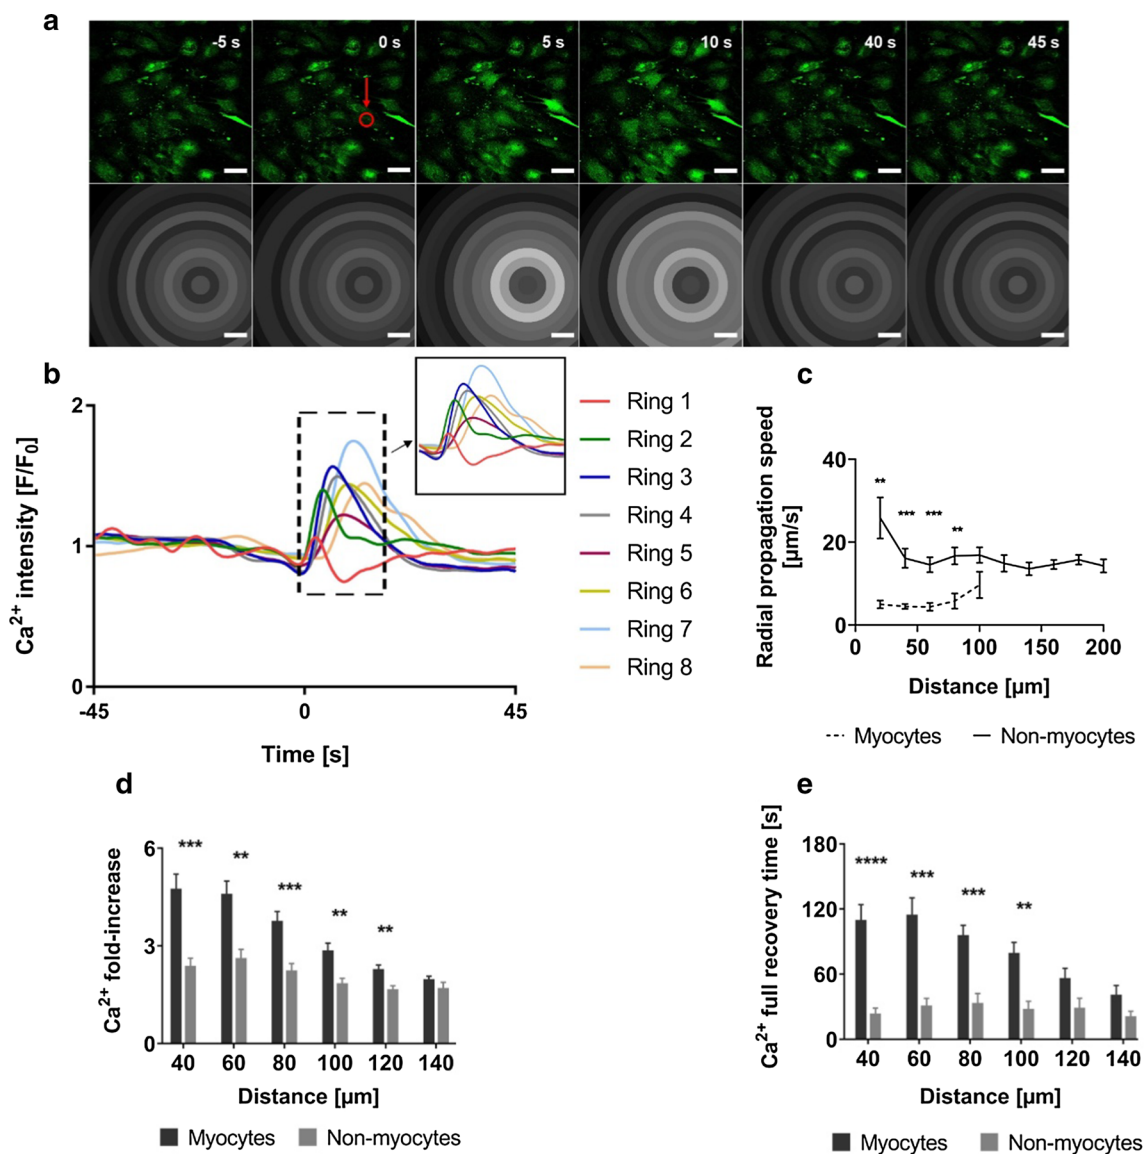 a
-5 s 0 s 5 s 10 s 40 s 45 s
b
Ca2+ intensity [F/F0]
2
1
0
-45 0 45
Time [s]
Ring 1
Ring 2
Ring 3
Ring 4
Ring 5
Ring 6
Ring 7
Ring 8
c
Radial propagation speed
[µm/s]
40
20
0
** *** *** **
0 50 100 150 200
Distance [µm]
Myocytes Non-myocytes
d
Ca2+ fold-increase
6
3
0
*** ** *** ** **
40 60 80 100 120 140
Distance [µm]
Myocytes Non-myocytes
e
Ca2+ full recovery time [s]
180
120
60
0
**** *** *** **
40 60 80 100 120 140
Distance [µm]
Myocytes Non-myocytes